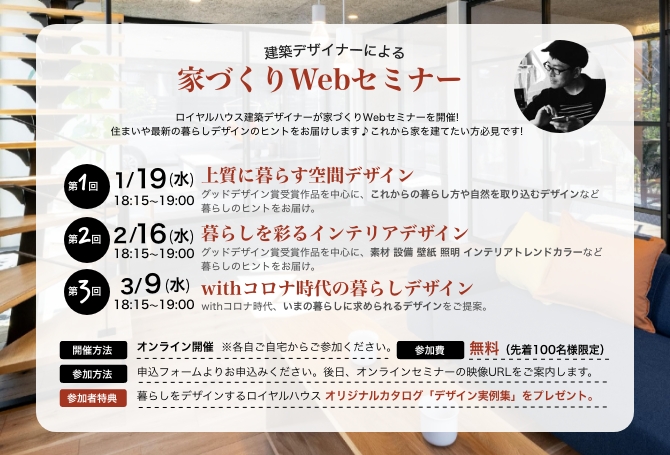 建築デザイナーによる
家づくりWebセミナー
ロイヤルハウス建築デザイナーが家づくりWebセミナーを開催!
住まいや最新の暮らしデザインのヒントをお届けします♪これから家を建てたい方必見です!
第1回 1/19(水) 上質に暮らす空間デザイン
18:15~19:00 グッドデザイン賞受賞作品を中心に、これからの暮らし方や自然を取り込むデザインなど
暮らしのヒントをお届け。
第2回 2/16(水) 暮らしを彩るインテリアデザイン
18:15~19:00 グッドデザイン賞受賞作品を中心に、素材 設備 壁紙 照明 インテリアトレンドカラーなど
暮らしのヒントをお届け。
第3回 3/9(水) withコロナ時代の暮らしデザイン
18:15~19:00 withコロナ時代、いまの暮らしに求められるデザインをご提案。
開催方法 オンライン開催 ※各自ご自宅からご参加ください。 参加費 無料(先着100名様限定)
参加方法 申込フォームよりお申込みください。後日、オンラインセミナーの映像URLをご案内します。
参加者特典 暮らしをデザインするロイヤルハウス オリジナルカタログ「デザイン実例集」をプレゼント。